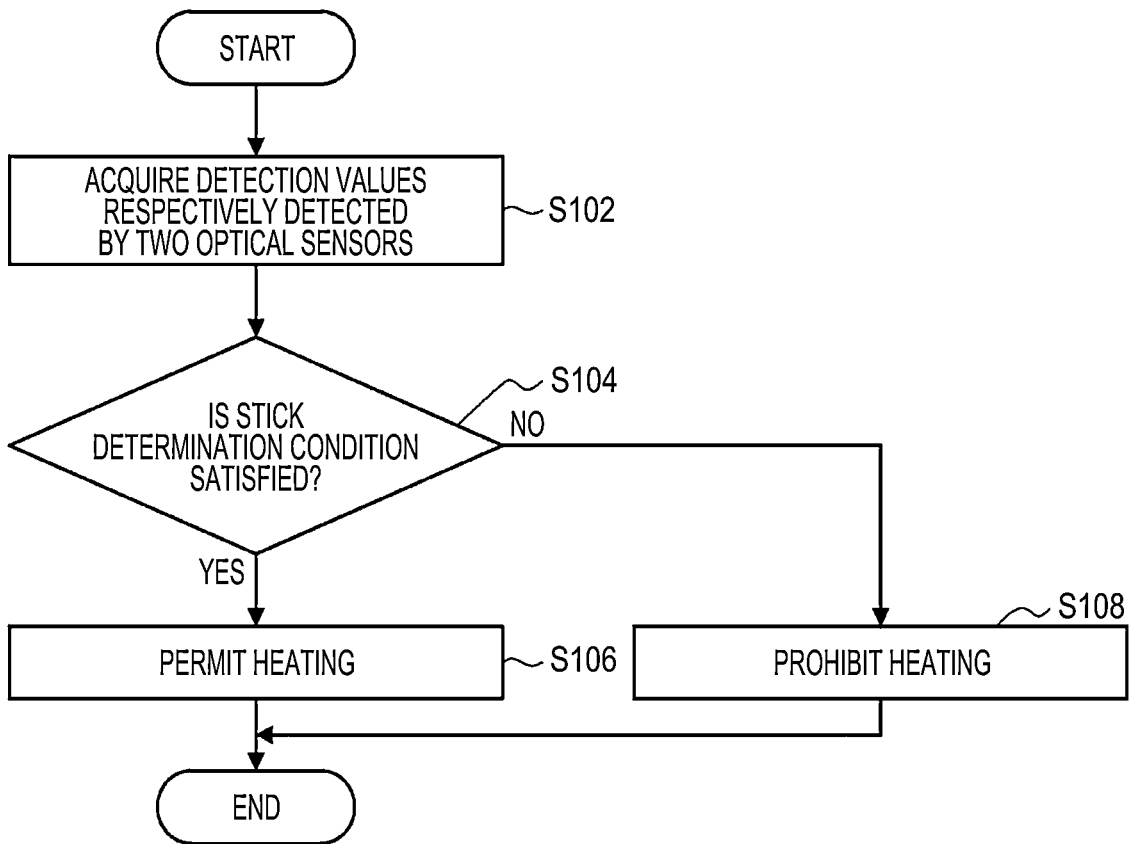 START
ACQUIRE DETECTION VALUES
RESPECTIVELY DETECTED
BY TWO OPTICAL SENSORS
S102
S104
IS STICK
DETERMINATION CONDITION
SATISFIED?
NO
YES
S108
PERMIT HEATING
S106
PROHIBIT HEATING
END